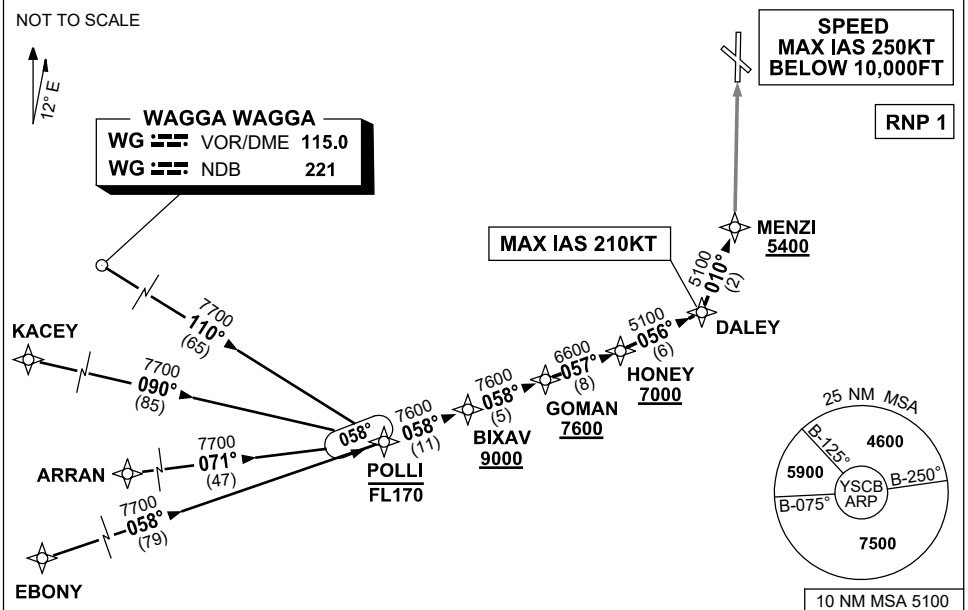 NOT TO SCALE
12° E
SPEED
MAX IAS 250KT
BELOW 10,000FT
RNP 1
WAGGA WAGGA
WG VOR/DME 115.0
WG NDB 221
MENZI
5400
MAX IAS 210KT
5100
010°
(2)
DALEY
7700
110°
(65)
KACEY
7700
090°
(85)
5100
056°
(6)
HONEY
7000
6600
057°
(8)
GOMAN
7600
7600
058°
(5)
BIXAV
9000
7600
058°
(11)
058°
POLLI
FL170
ARRAN
7700
071°
(47)
7700
058°
(79)
EBONY
25 NM MSA
B-125°
4600
5900
YSCB
ARP
B-250°
B-075°
7500
10 NM MSA 5100